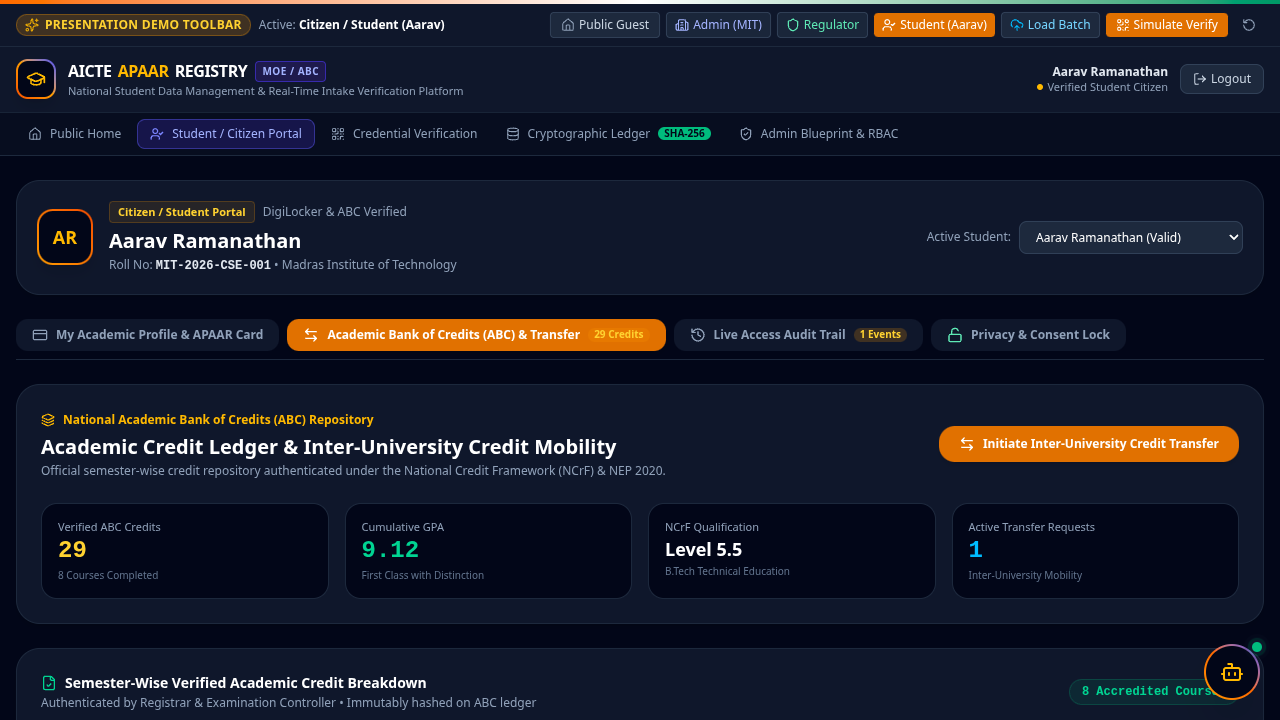 PRESENTATION DEMO TOOLBAR Active: Citizen / Student (Aarav) Public Guest Admin (MIT) Regulator Student (Aarav) Load Batch Simulate Verify
AICTE APAAR REGISTRY MOE / ABC
National Student Data Management & Real-Time Intake Verification Platform
Aarav Ramanathan
Verified Student Citizen
Logout
Public Home Student / Citizen Portal Credential Verification Cryptographic Ledger SHA-256 Admin Blueprint & RBAC
AR
Citizen / Student Portal DigiLocker & ABC Verified
Aarav Ramanathan
Roll No: MIT-2026-CSE-001 • Madras Institute of Technology
Active Student: Aarav Ramanathan (Valid)
My Academic Profile & APAAR Card Academic Bank of Credits (ABC) & Transfer 29 Credits Live Access Audit Trail 1 Events Privacy & Consent Lock
National Academic Bank of Credits (ABC) Repository
Academic Credit Ledger & Inter-University Credit Mobility
Official semester-wise credit repository authenticated under the National Credit Framework (NCrF) & NEP 2020.
Initiate Inter-University Credit Transfer
Verified ABC Credits
29
8 Courses Completed
Cumulative GPA
9.12
First Class with Distinction
NCrF Qualification
Level 5.5
B.Tech Technical Education
Active Transfer Requests
1
Inter-University Mobility
Semester-Wise Verified Academic Credit Breakdown
Authenticated by Registrar & Examination Controller • Immutably hashed on ABC ledger
8 Accredited